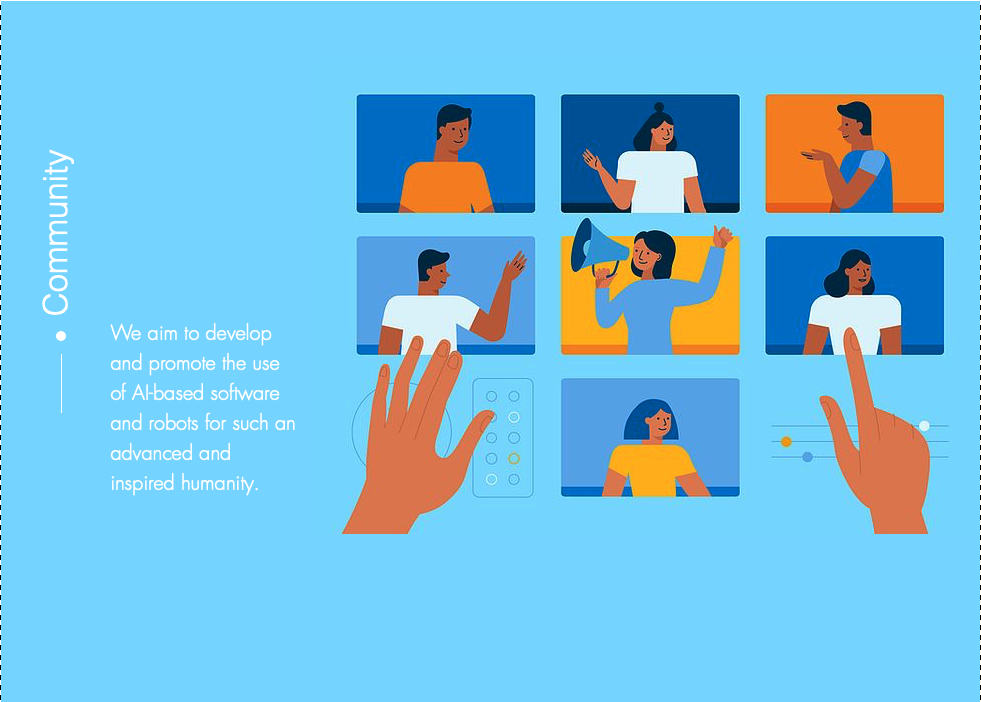 Community
We aim to develop
and promote the use
of AI-based software
and robots for such an
advanced and
inspired humanity.